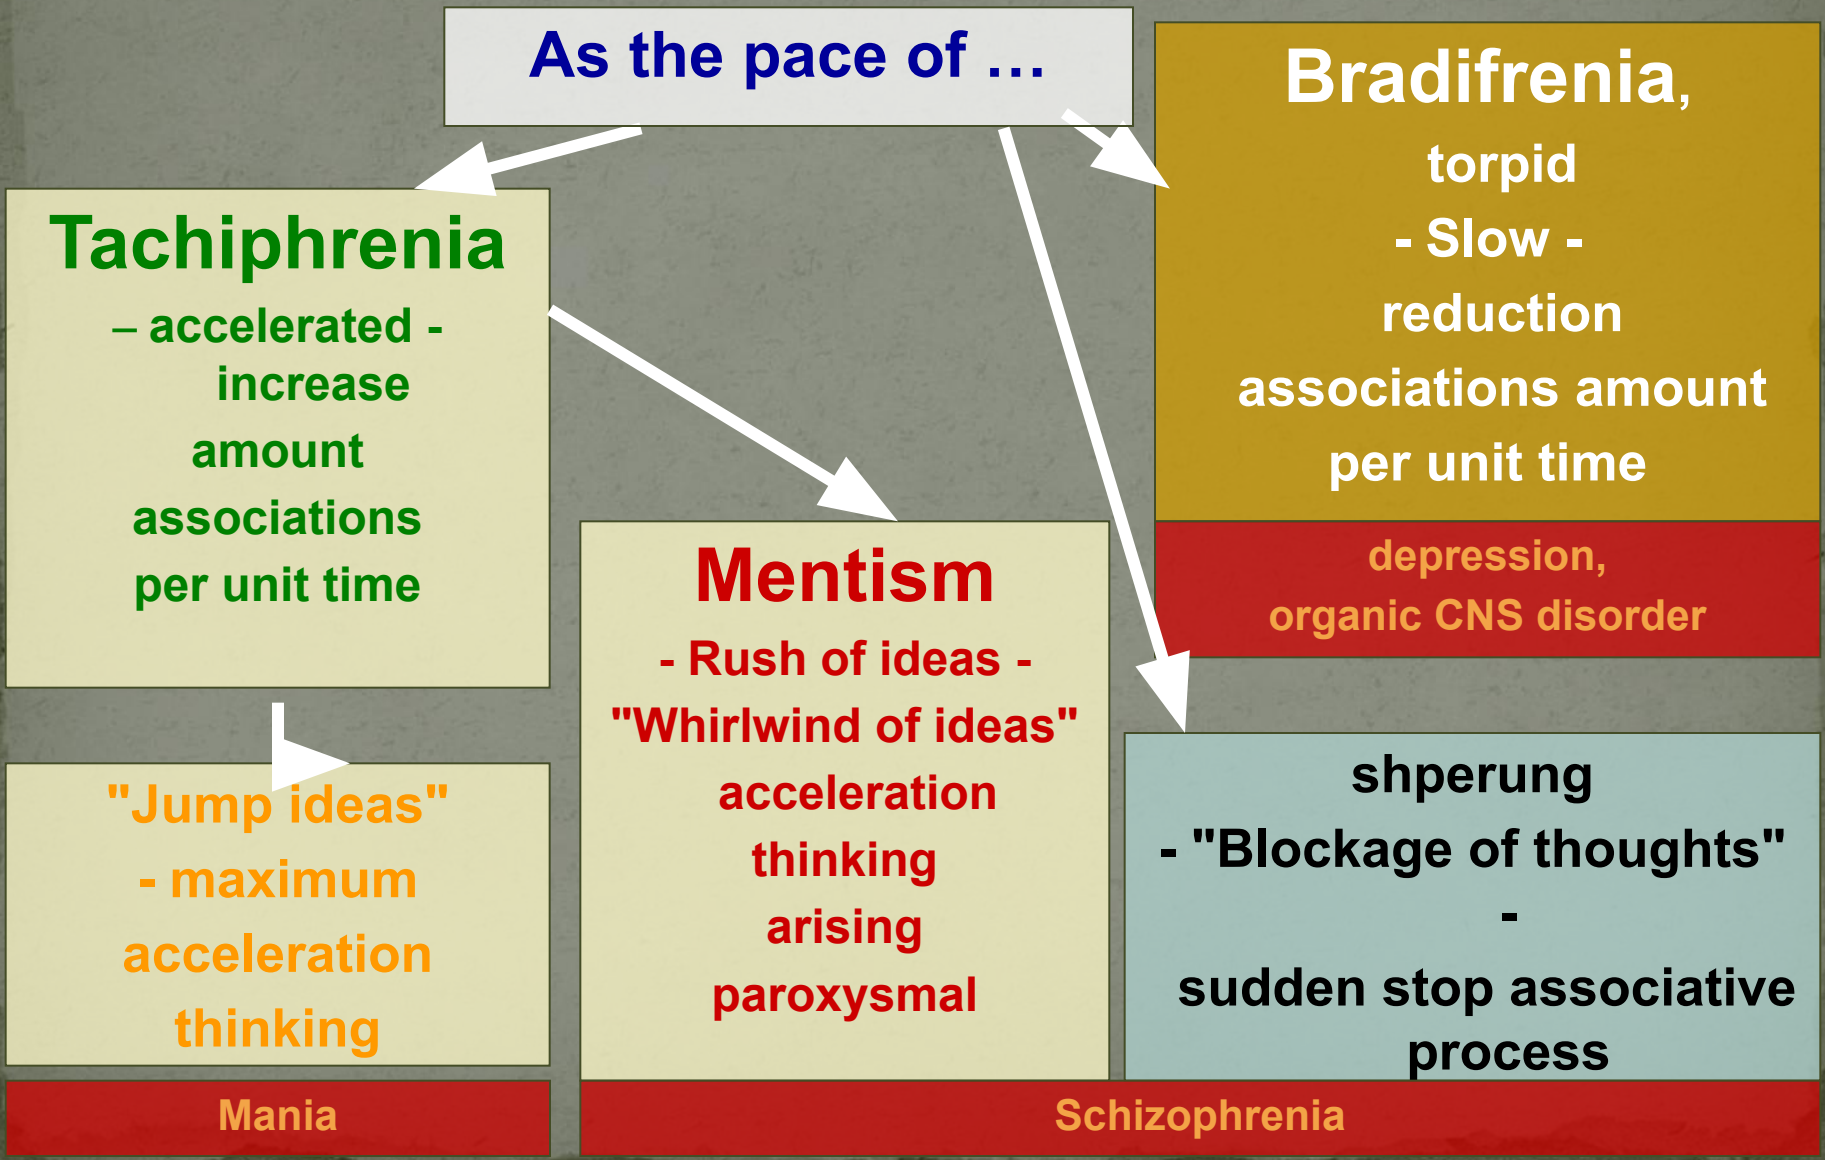 As the pace of …
Tachiphrenia
– accelerated -
increase
amount
associations
per unit time
"Jump ideas"
- maximum
acceleration
thinking
Mania
Mentism
- Rush of ideas -
"Whirlwind of ideas"
acceleration
thinking
arising
paroxysmal
Bradifrenia,
torpid
- Slow -
reduction
associations amount
per unit time
depression,
organic CNS disorder
shperung
- "Blockage of thoughts"
-
sudden stop associative
process
Schizophrenia